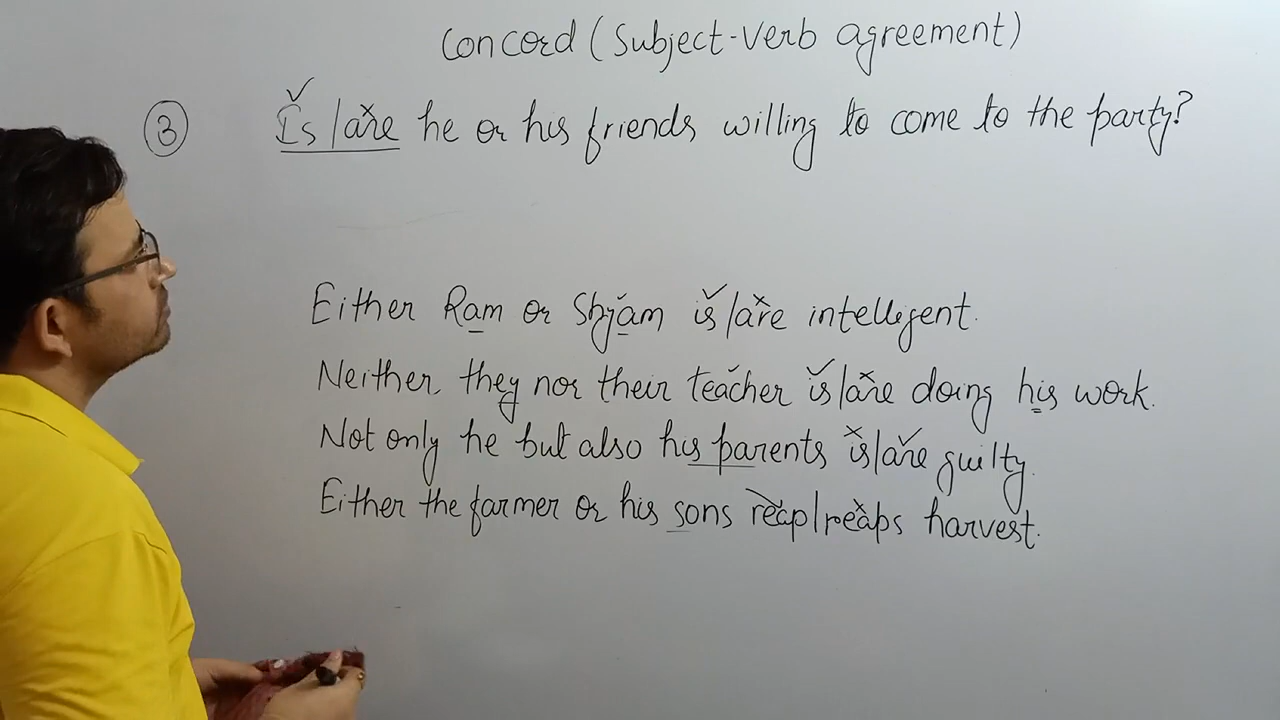 Concord (Subject-Verb agreement)
③ Is/are he or his friends willing to come to the party?
Either Ram or Shyam is/are intelligent.
Neither they nor their teacher is/are doing his work.
Not only he but also his parents is/are guilty.
Either the farmer or his sons reap/reaps harvest.